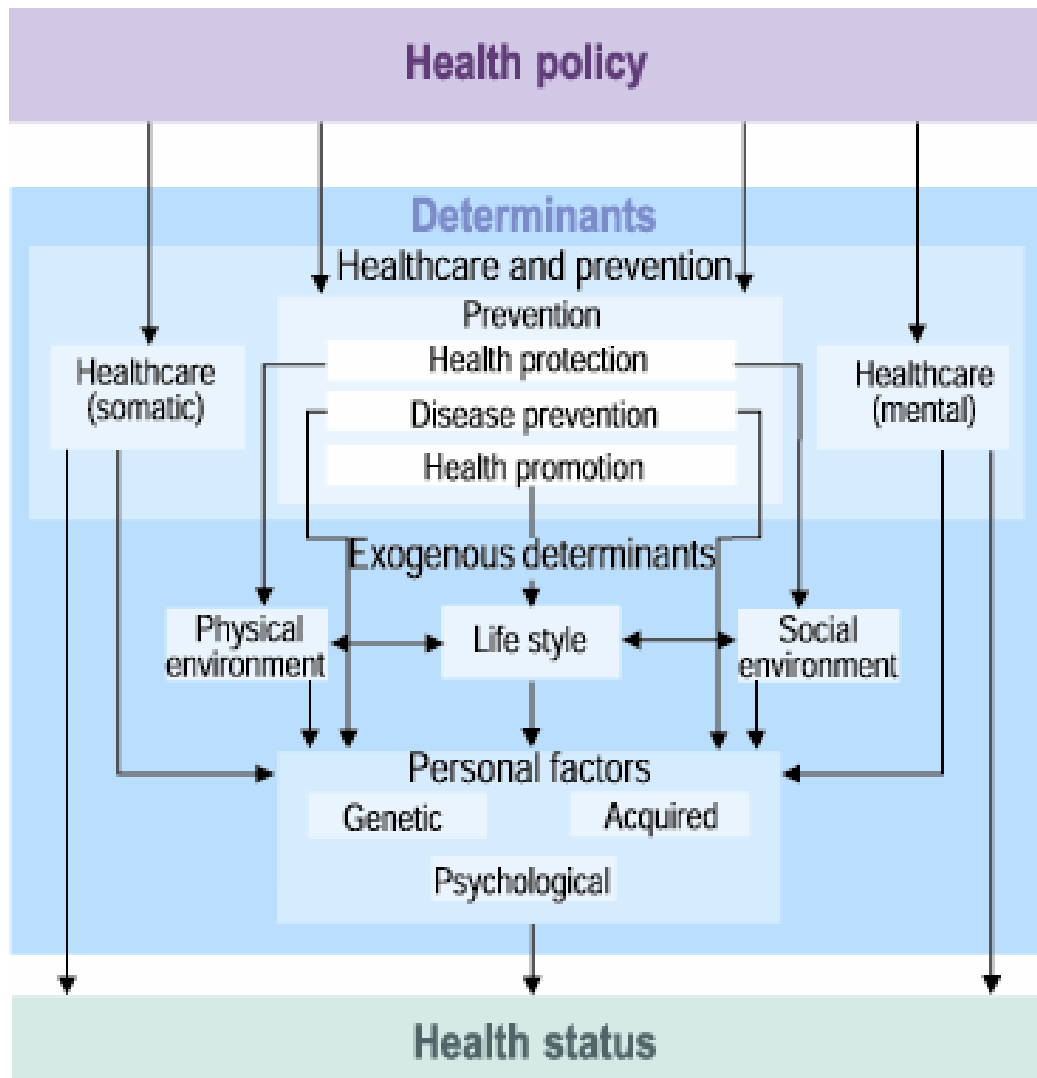 Health policy
Determinants
Healthcare and prevention
Prevention
Health protection
Disease prevention
Health promotion
Healthcare
(somatic)
Healthcare
(mental)
Exogenous determinants
Physical
environment
Life style
Social
environment
Personal factors
Genetic
Acquired
Psychological
Health status